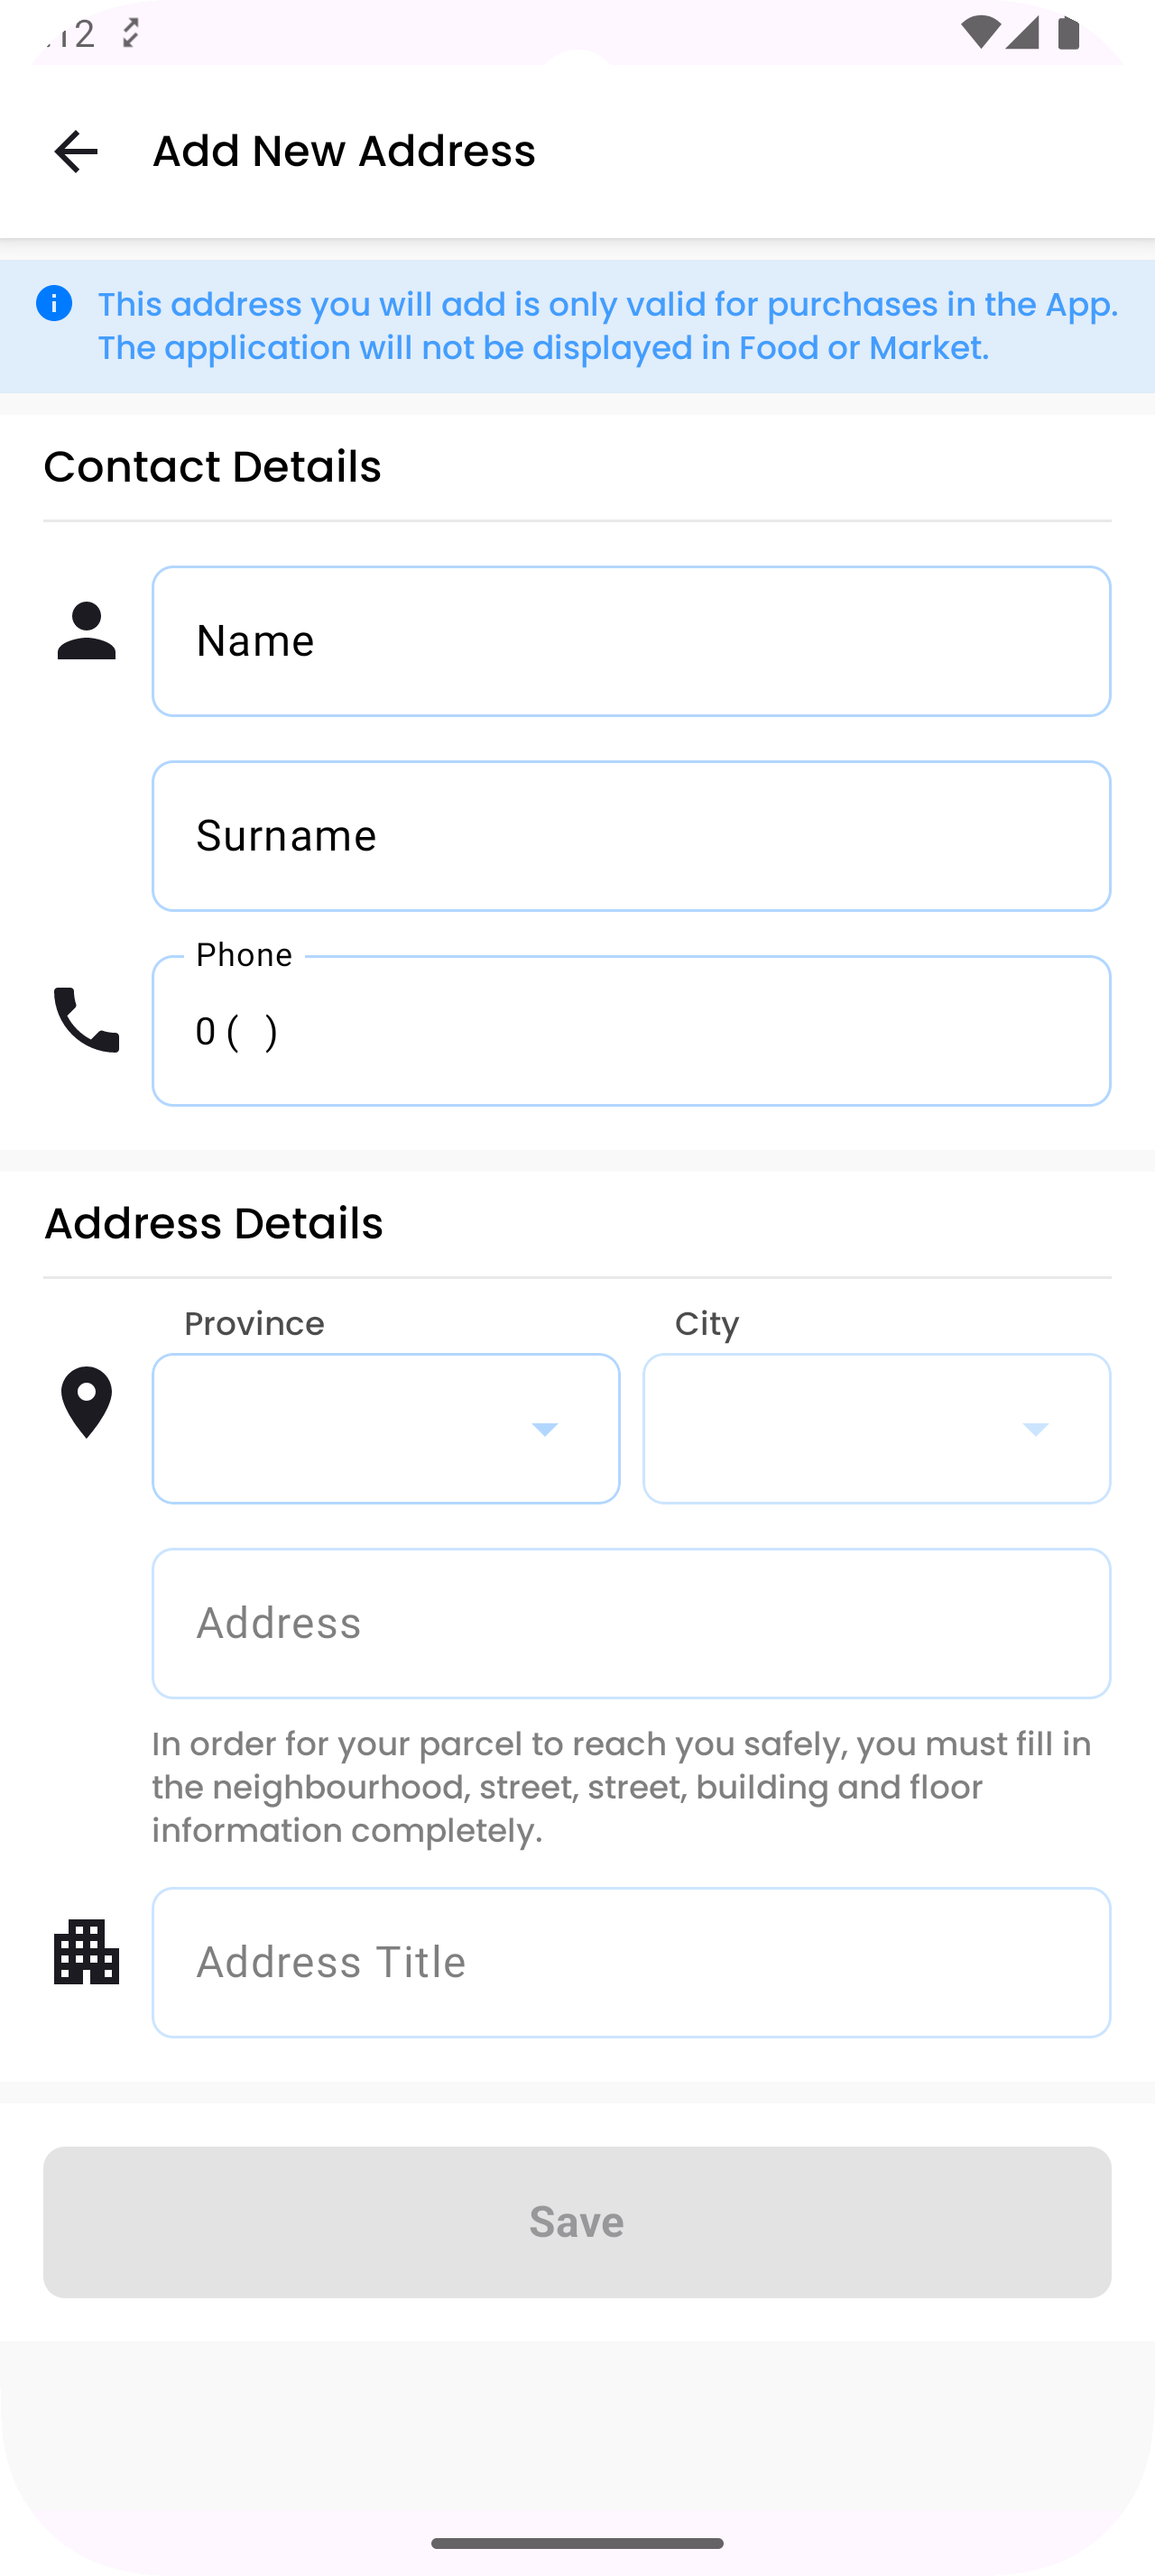 12
Add New Address
This address you will add is only valid for purchases in the App.
The application will not be displayed in Food or Market.
Contact Details
Name
Surname
Phone
0 ( )
Address Details
Province City
Address
In order for your parcel to reach you safely, you must fill in
the neighbourhood, street, street, building and floor
information completely.
Address Title
Save